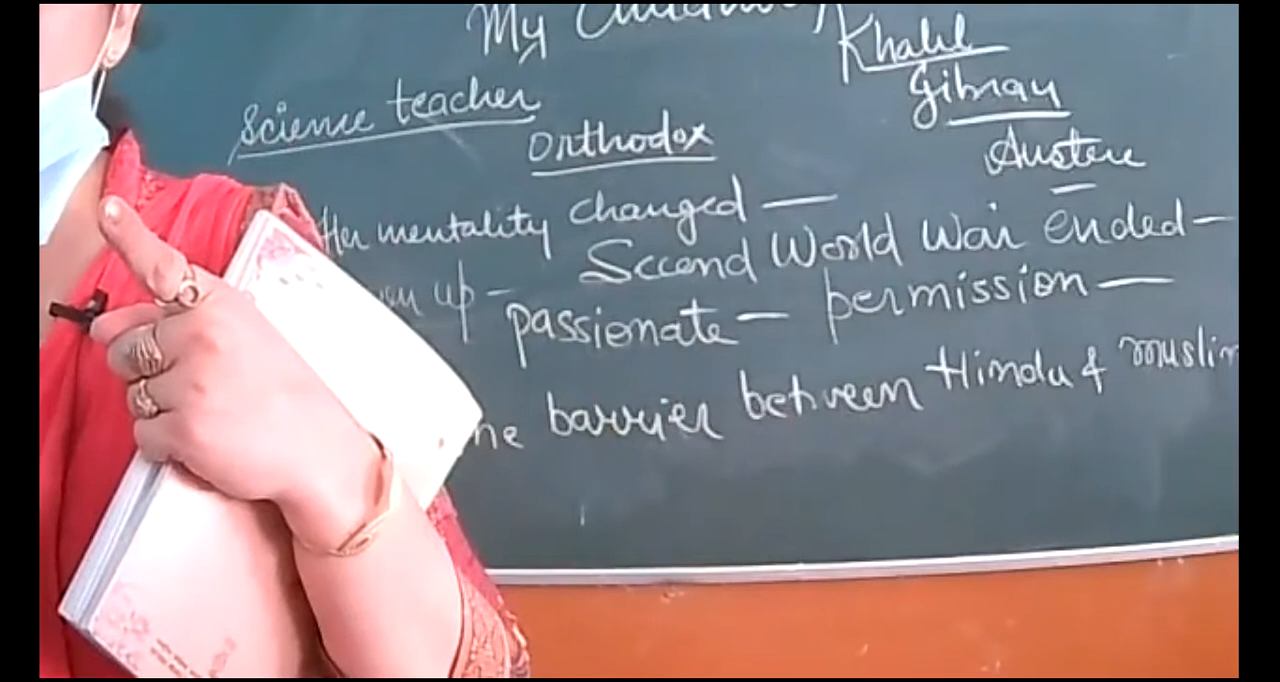 My Childhood
Khalil
Gibran
Science teacher
Orthodox
Austere
Her mentality changed —
Second World War ended —
up —
passionate — permission —
barrier between Hindu & muslim